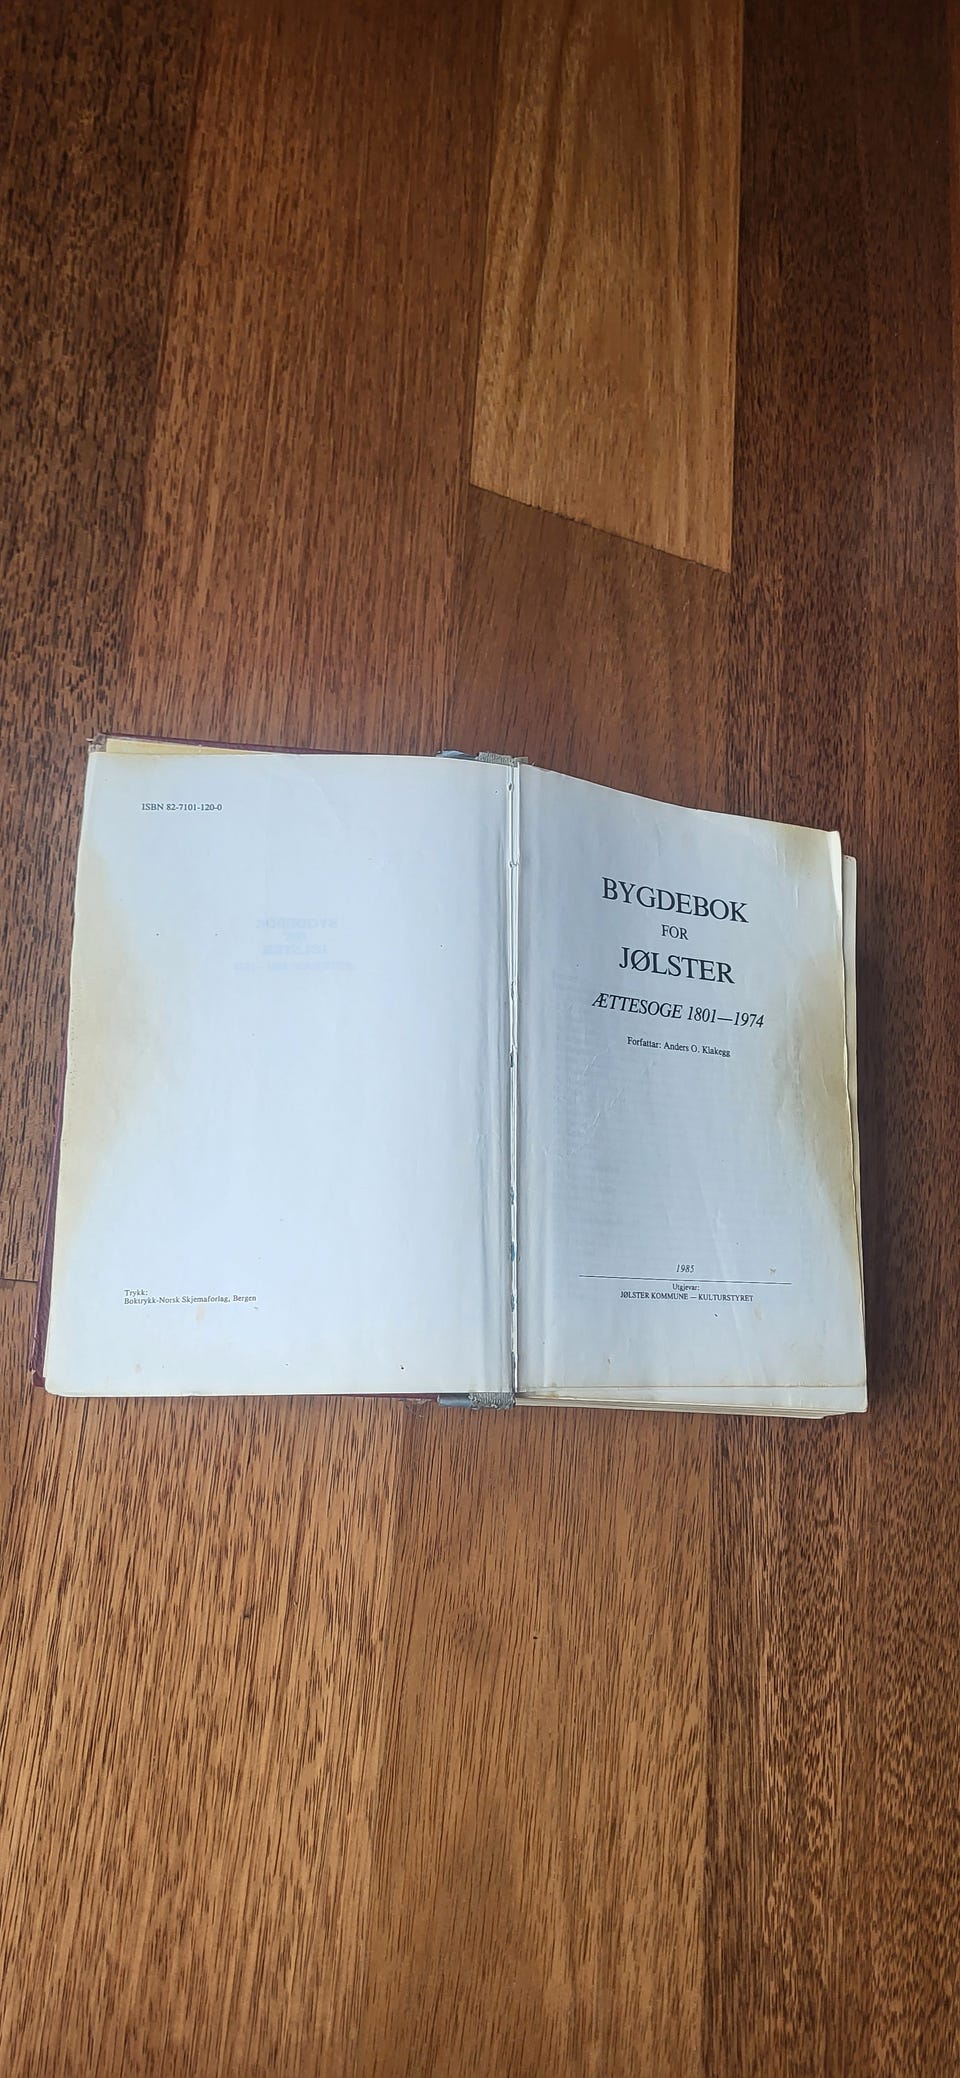 ISBN 82-7101-120-0
Trykk:
Boktrykk-Norsk Skjemaforlag, Bergen
BYGDEBOK
FOR
JØLSTER
ÆTTESOGE 1801—1974
Forfattar: Anders O. Klakegg
1985
Utgjevar:
JØLSTER KOMMUNE — KULTURSTYRET